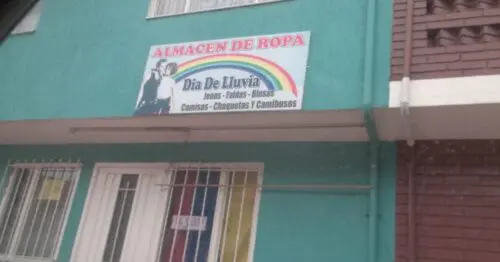 ALMACEN DE ROPA
Dia De Lluvia
Jeans - Faldas - Blusas
Camisas - Chaquetas Y Camibusos